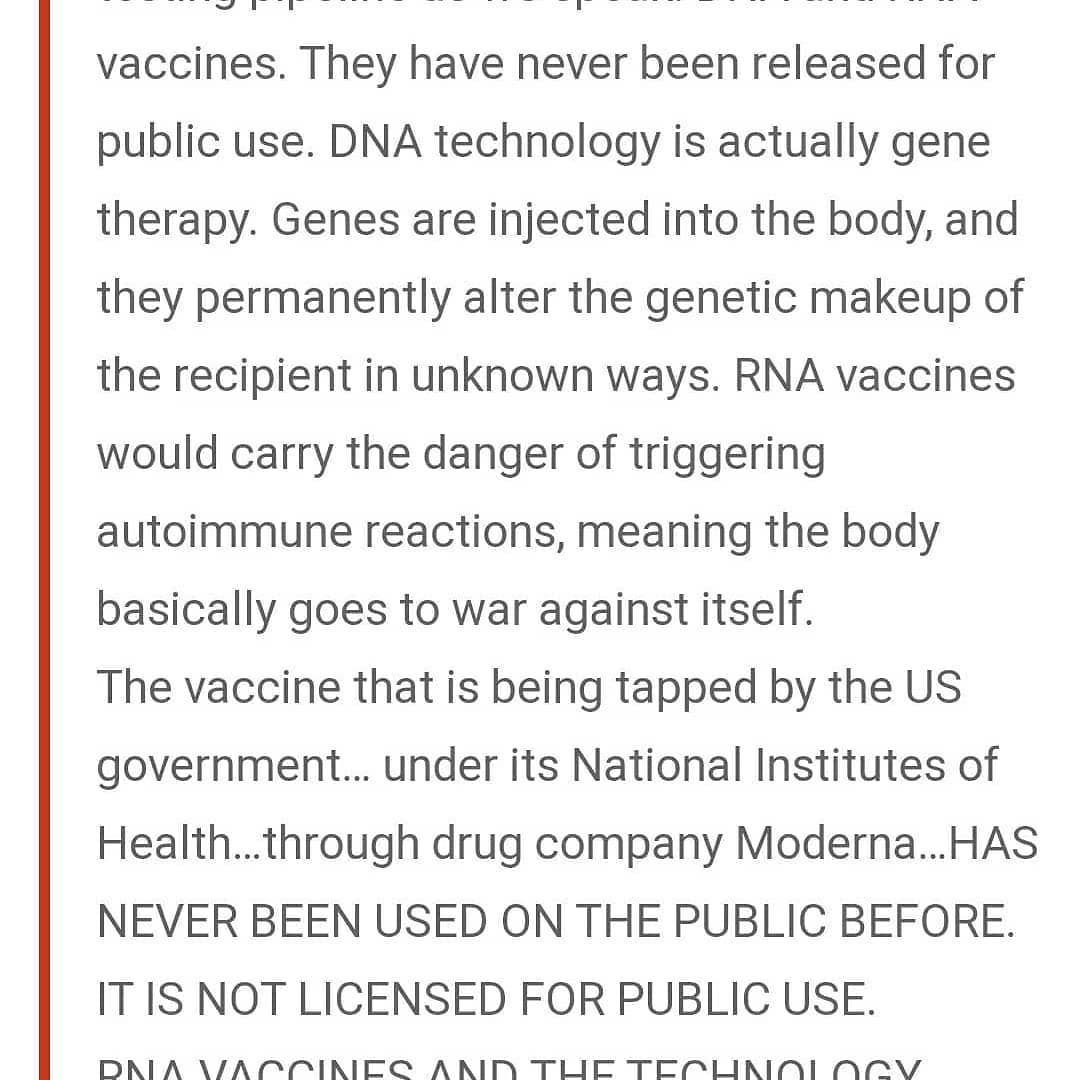 vaccines. They have never been released for
public use. DNA technology is actually gene
therapy. Genes are injected into the body, and
they permanently alter the genetic makeup of
the recipient in unknown ways. RNA vaccines
would carry the danger of triggering
autoimmune reactions, meaning the body
basically goes to war against itself.
The vaccine that is being tapped by the US
government… under its National Institutes of
Health…through drug company Moderna…HAS
NEVER BEEN USED ON THE PUBLIC BEFORE.
IT IS NOT LICENSED FOR PUBLIC USE.
RNA VACCINES AND THE TECHNOLOGY